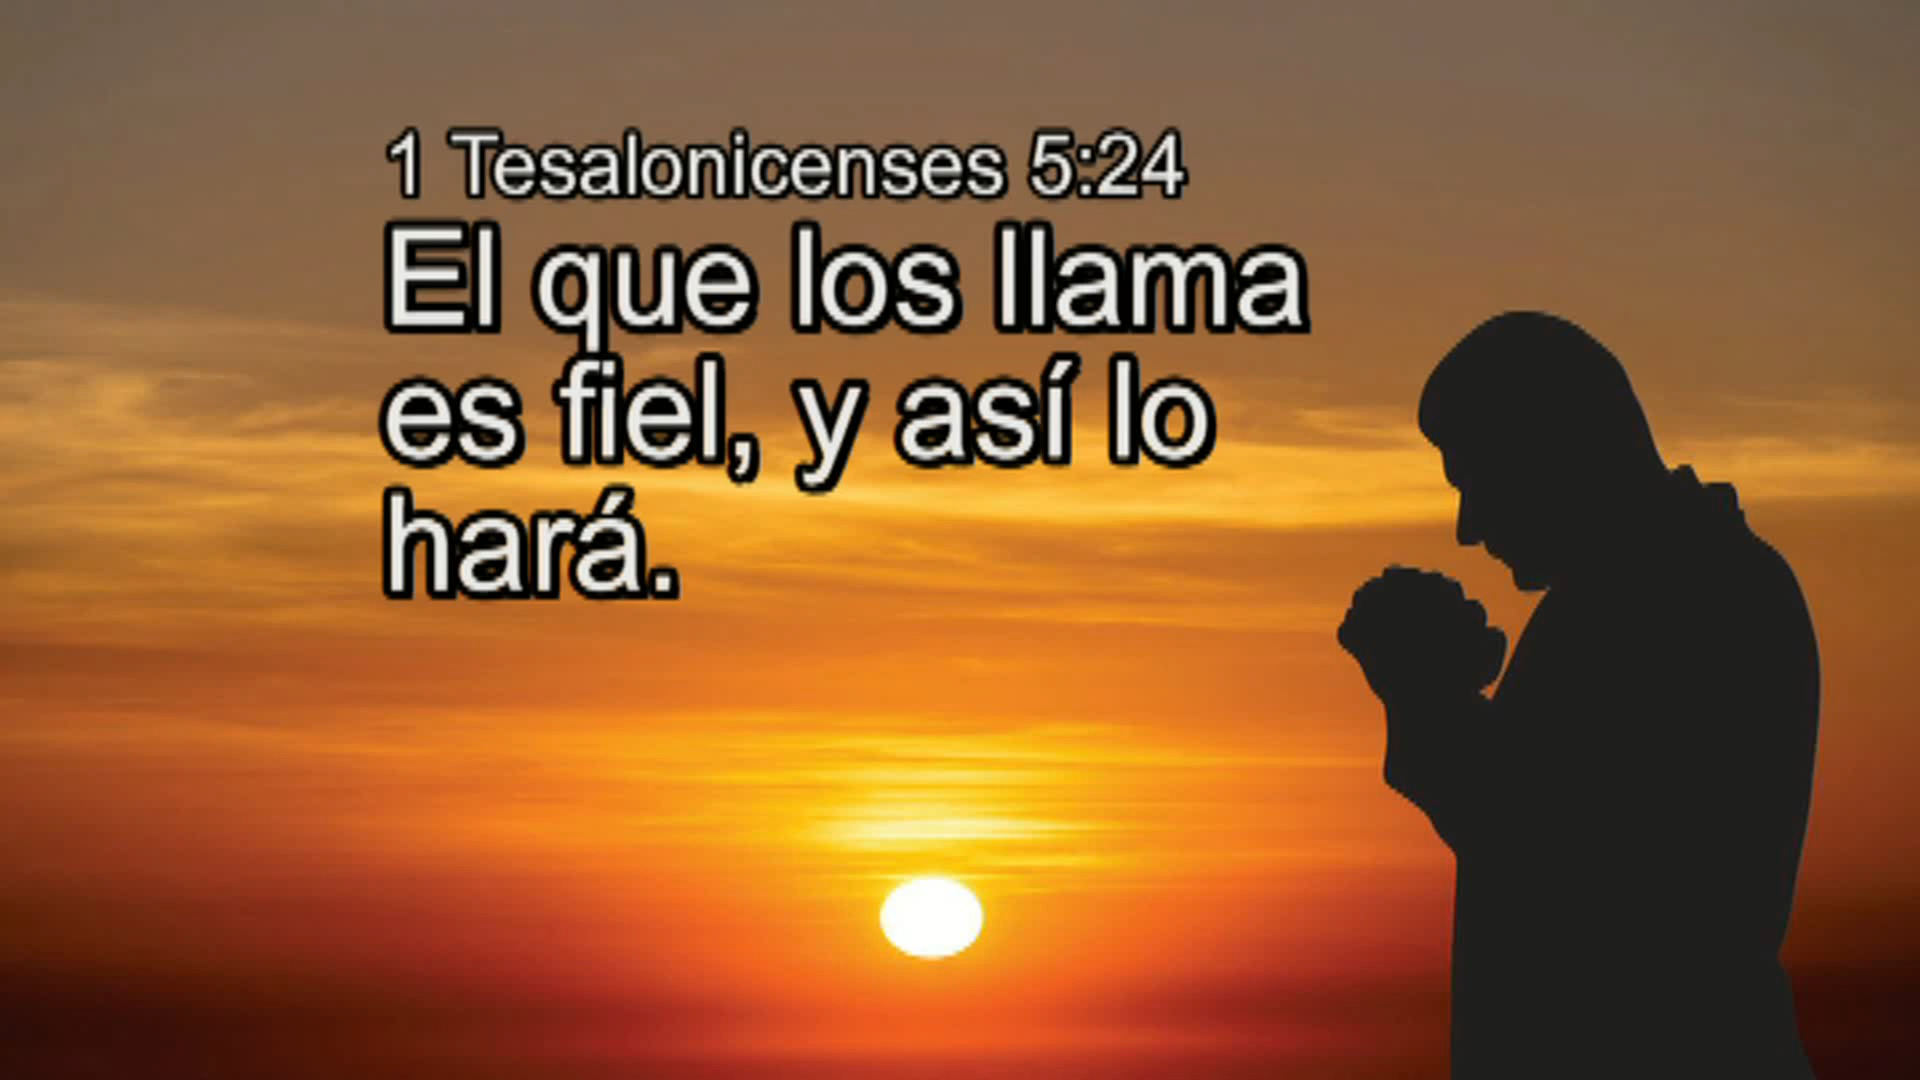 1 Tesalonicenses 5:24
El que los llama
es fiel, y así lo
hará.